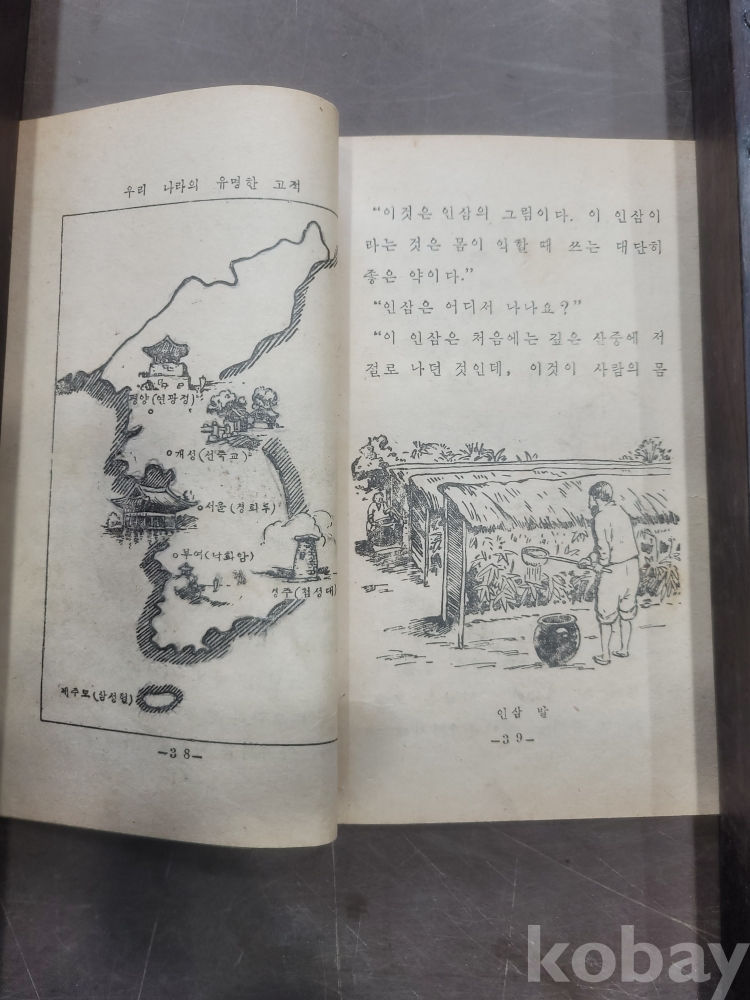 우리 나라의 유명한 고적
평양(연광정)
개성(선죽교)
서울(경회루)
부여(낙화암)
경주(첨성대)
제주도(삼성혈)
—38—
“이것은 인삼의 그림이다. 이 인삼이
라는 것은 몸이 약할 때 쓰는 대단히
좋은 약이다.”
“인삼은 어디서 나나요?”
“이 인삼은 처음에는 깊은 산중에 저
절로 나던 것인데, 이것이 사람의 몸
인삼 밭
—39—
kobay